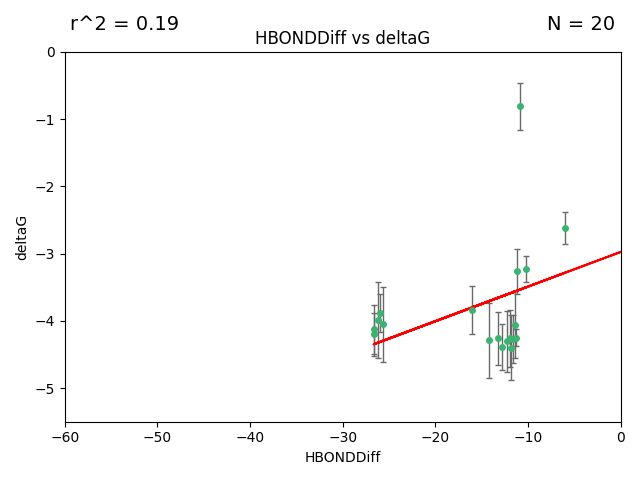 r^2 = 0.19
N = 20
HBONDDiff vs deltaG
0
−1
−2
−3
−4
−5
deltaG
−60
−50
−40
−30
−20
−10
0
HBONDDiff